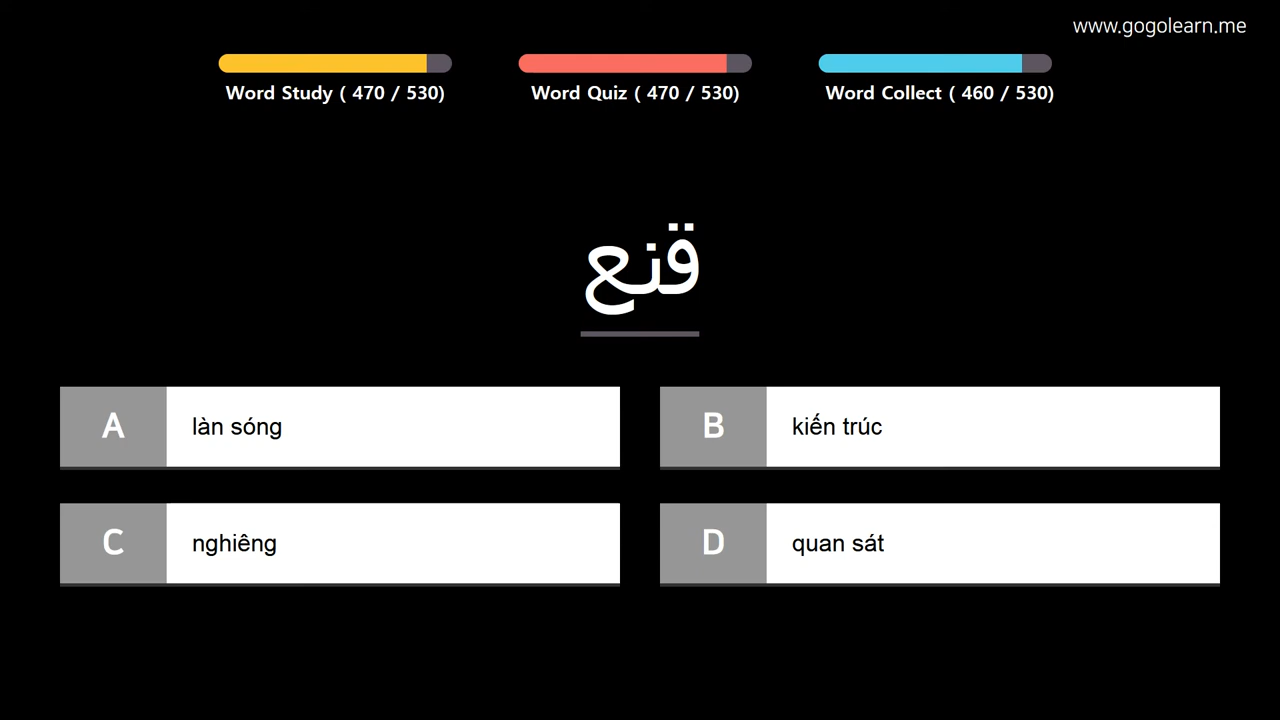 www.gogolearn.me
Word Study ( 470 / 530)
Word Quiz ( 470 / 530)
Word Collect ( 460 / 530)
قنع
A
làn sóng
B
kiến trúc
C
nghiêng
D
quan sát